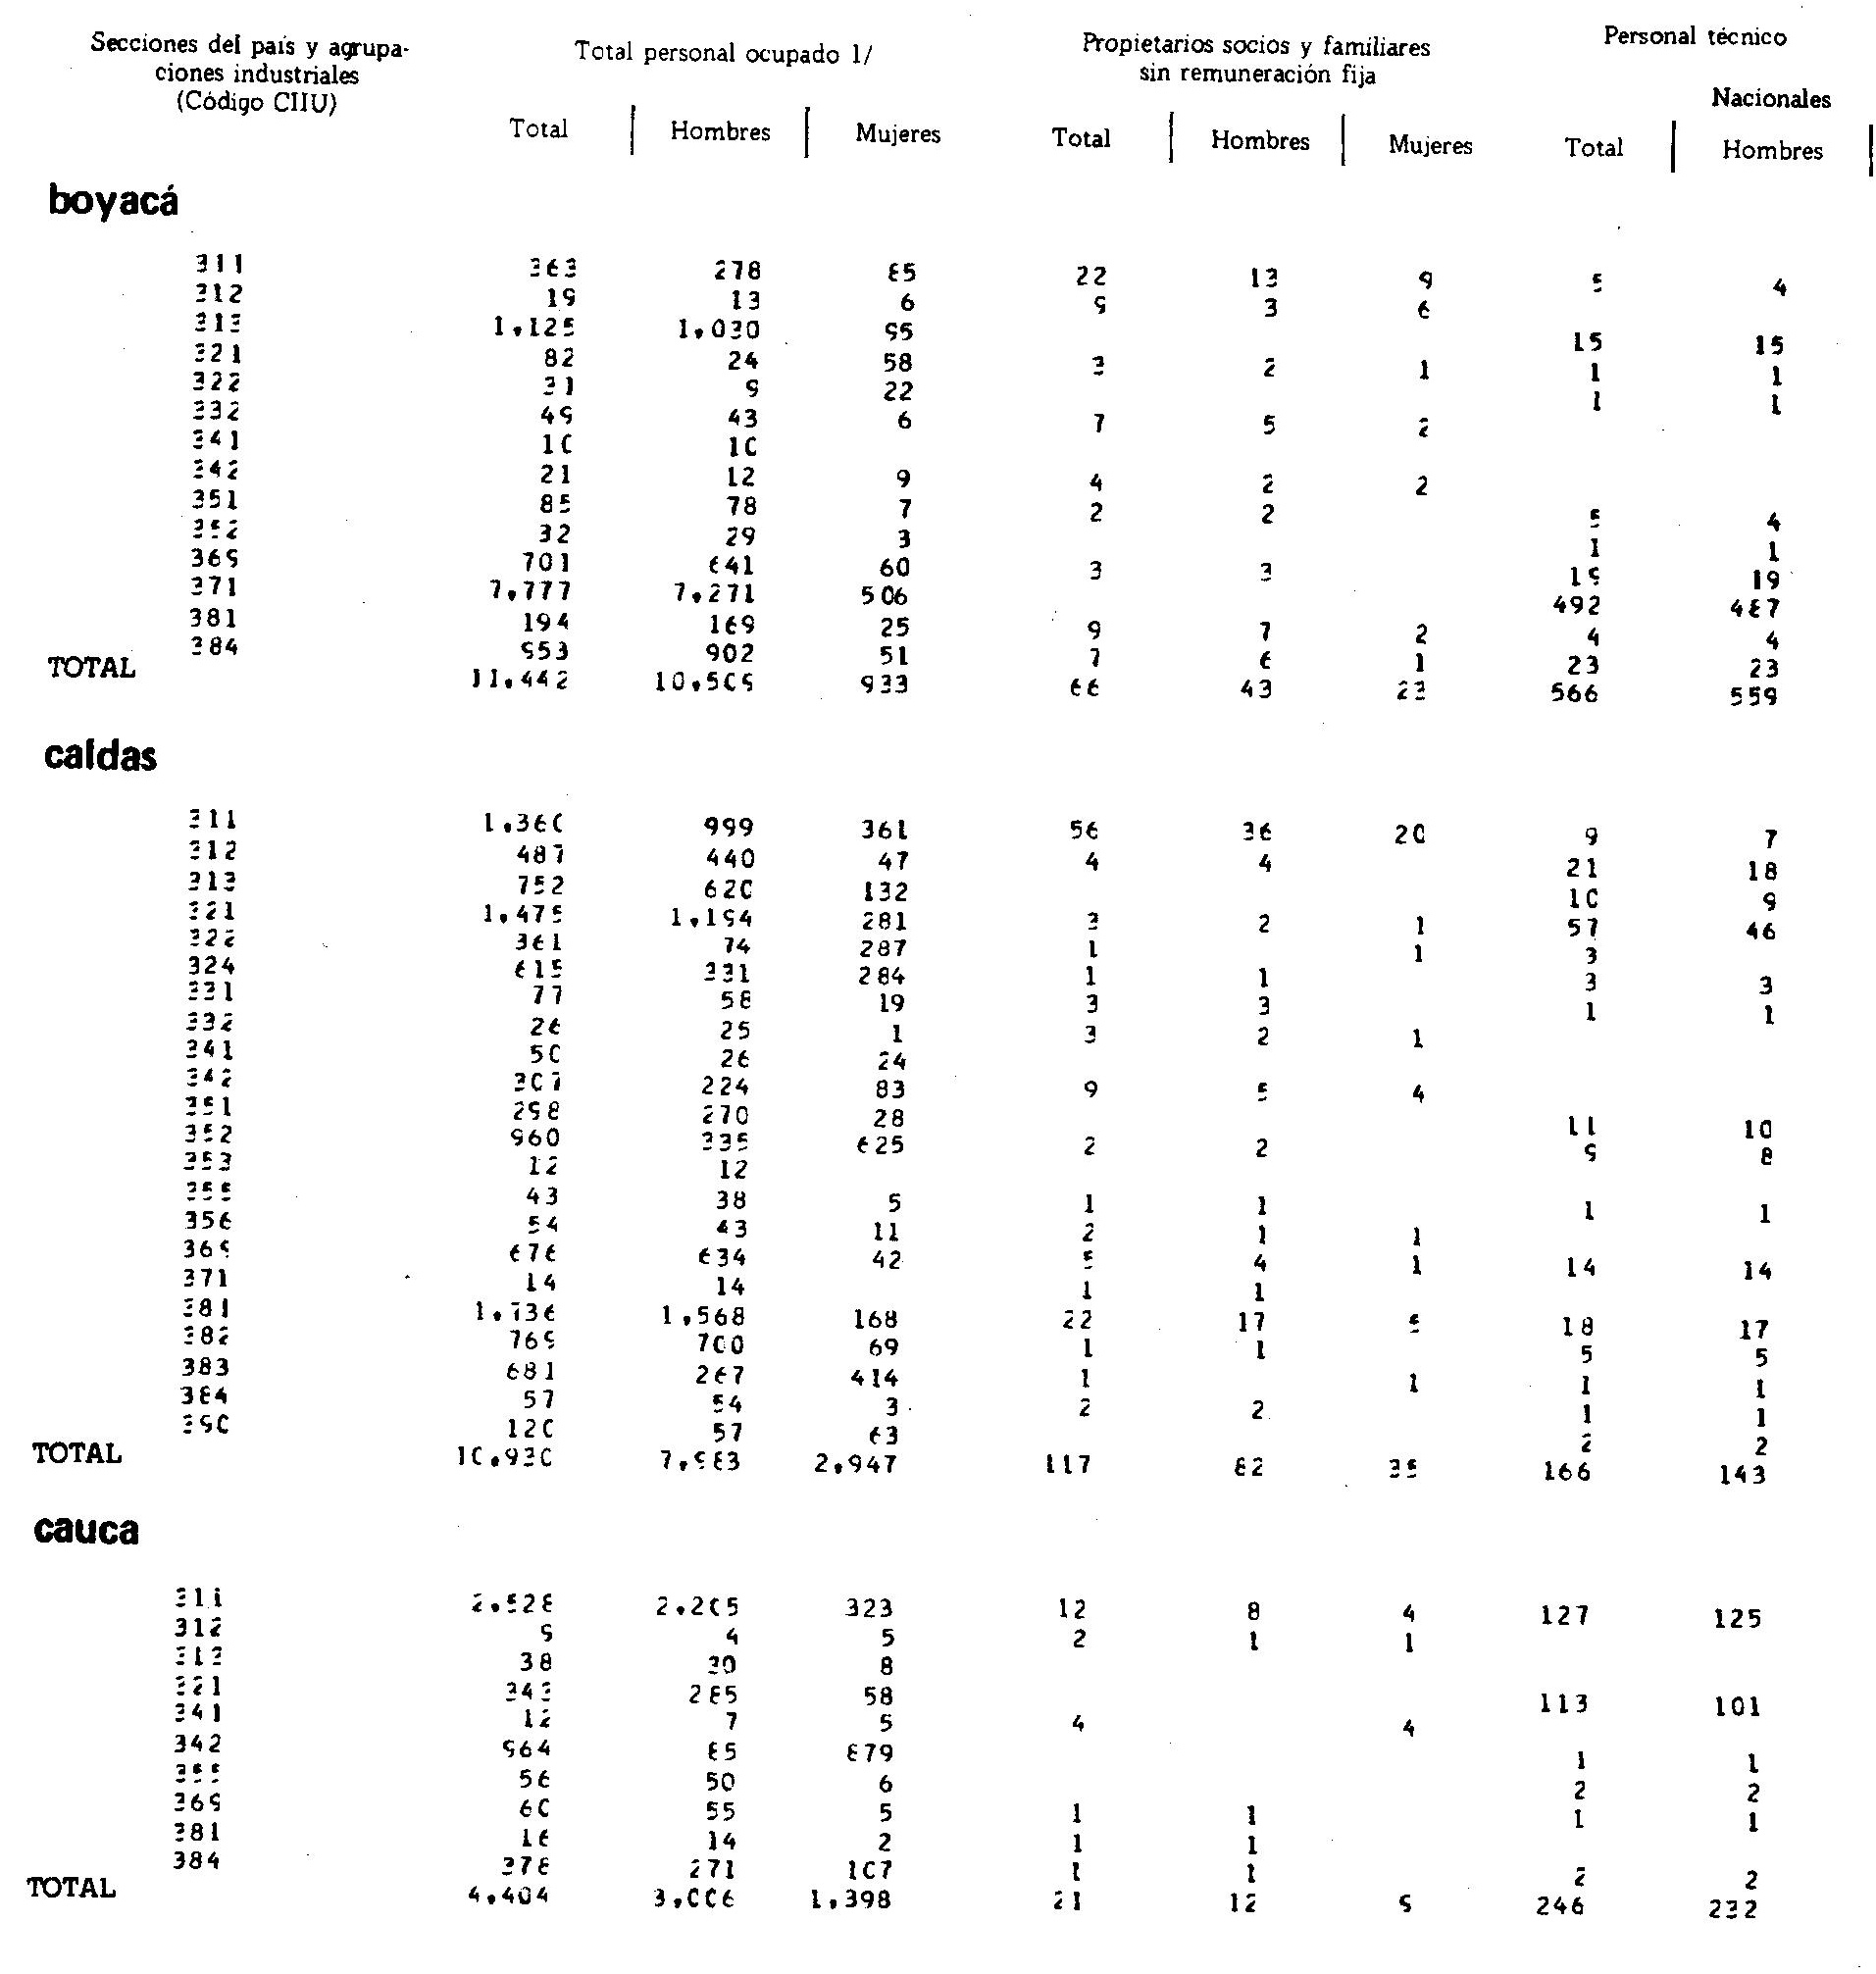 Secciones del país y agrupa- Total personal ocupado 1/ Propietarios socios y familiares Personal técnico
ciones industriales sin remuneración fija
(Código CIIU) Nacionales
Total Hombres Mujeres Total Hombres Mujeres Total Hombres
boyacá
311 363 278 85 22 13 9 5 4
312 19 13 6 9 3 6
313 1,125 1,030 95 15 15
321 82 24 58 3 2 1 1 1
322 31 9 22 1 1
332 49 43 6 7 5 2
341 10 10
342 21 12 9 4 2 2
351 85 78 7 2 2 5 4
352 32 29 3 1 1
369 701 641 60 3 3 19 19
371 7,777 7,271 506 492 487
381 194 169 25 9 7 2 4 4
384 953 902 51 7 6 1 23 23
TOTAL 11,442 10,509 933 66 43 23 566 559
caldas
311 1,360 999 361 56 36 20 9 7
312 487 440 47 4 4 21 18
313 752 620 132 10 9
321 1,475 1,194 281 3 2 1 57 46
322 361 74 287 1 1 3
324 615 331 284 1 1 3 3
331 77 58 19 3 3 1 1
332 26 25 1 3 2 1
341 50 26 24
342 307 224 83 9 5 4
351 298 270 28 11 10
352 960 335 625 2 2 9 8
353 12 12
355 43 38 5 1 1 1 1
356 54 43 11 2 1 1
369 676 634 42 5 4 1 14 14
371 14 14 1 1
381 1,736 1,568 168 22 17 5 18 17
382 769 700 69 1 1 5 5
383 681 267 414 1 1 1 1
384 57 54 3 2 2 1 1
390 120 57 63 2 2
TOTAL 10,930 7,983 2,947 117 82 35 166 143
cauca
311 2,528 2,205 323 12 8 4 127 125
312 9 4 5 2 1 1
313 38 30 8
321 343 285 58 113 101
341 12 7 5 4 4
342 964 85 879 1 1
355 56 50 6 2 2
369 60 55 5 1 1 1 1
381 16 14 2 1 1
384 378 271 107 1 1 2 2
TOTAL 4,404 3,006 1,398 21 12 9 246 232